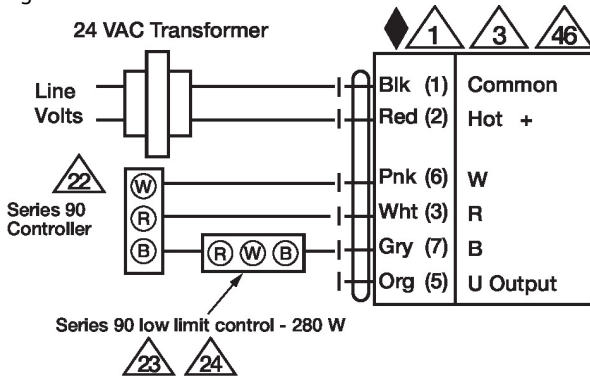 24 VAC Transformer
1 3 46
Line
Volts
Blk (1) Common
Red (2) Hot +
22
Series 90
Controller
W
R
B
R W B
Pnk (6) W
Wht (3) R
Gry (7) B
Org (5) U Output
Series 90 low limit control - 280 W
23 24